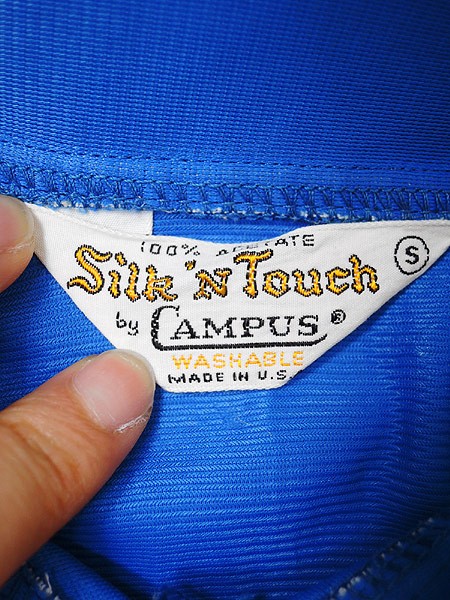 100% ACETATE
Silk 'N Touch
S
by CAMPUS ®
WASHABLE
MADE IN U.S.